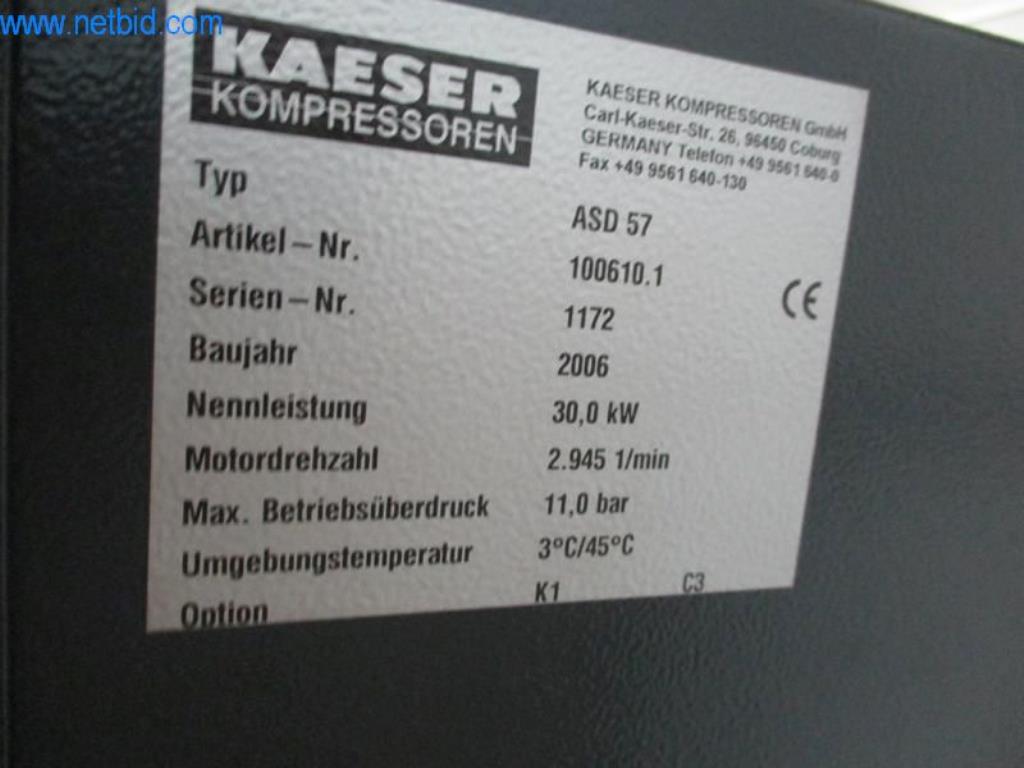 www.netbid.com
KAESER
KOMPRESSOREN
KAESER KOMPRESSOREN GmbH
Carl-Kaeser-Str. 26, 96450 Coburg
GERMANY Telefon +49 9561 640-0
Fax +49 9561 640-130
Typ ASD 57
Artikel-Nr. 100610.1
Serien-Nr. 1172
CE
Baujahr 2006
Nennleistung 30,0 kW
Motordrehzahl 2.945 1/min
Max. Betriebsüberdruck 11,0 bar
Umgebungstemperatur 3°C/45°C
Option K1 C3